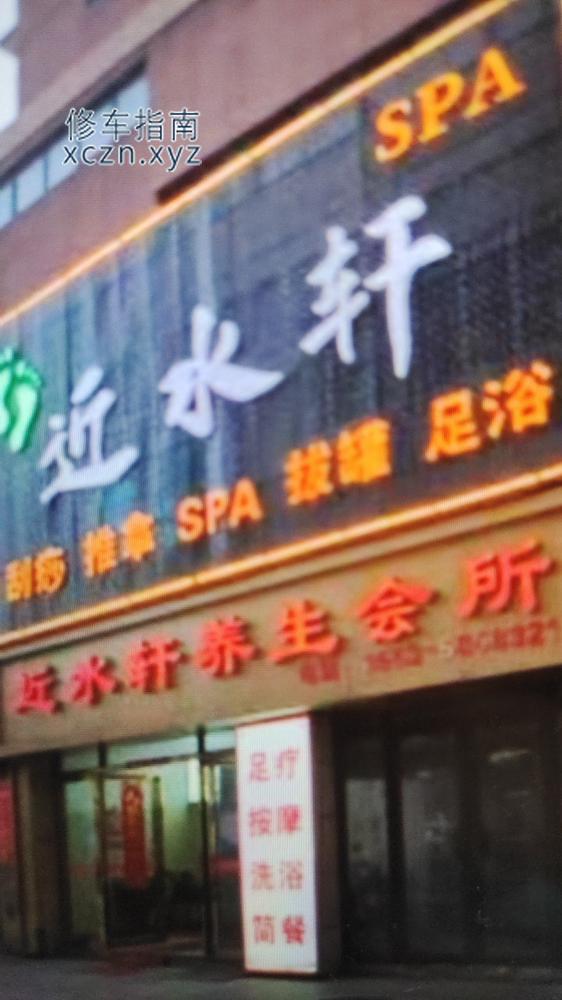 修车指南
xczn.xyz
SPA
近水轩
刮痧 推拿 SPA 拔罐 足浴
近水轩养生会所
足疗
按摩
洗浴
简餐